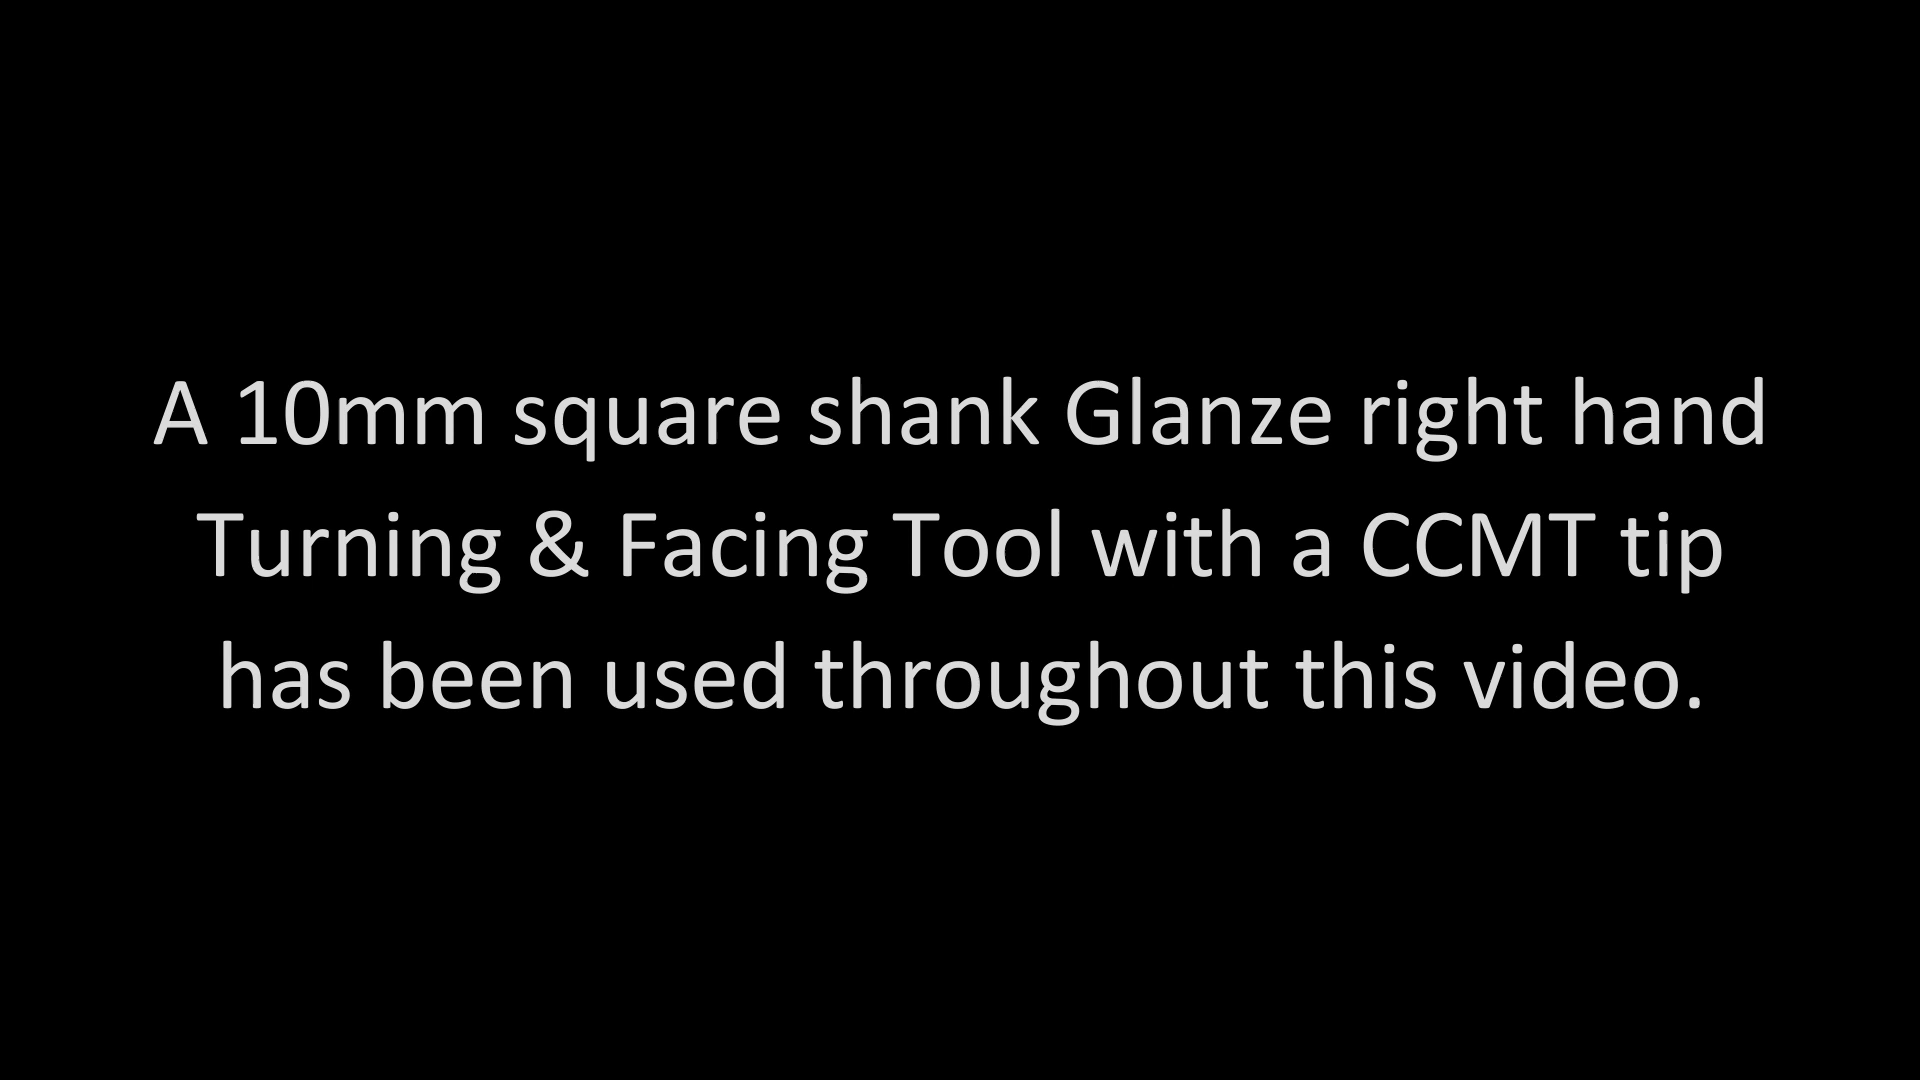 A 10mm square shank Glanze right hand
Turning & Facing Tool with a CCMT tip
has been used throughout this video.